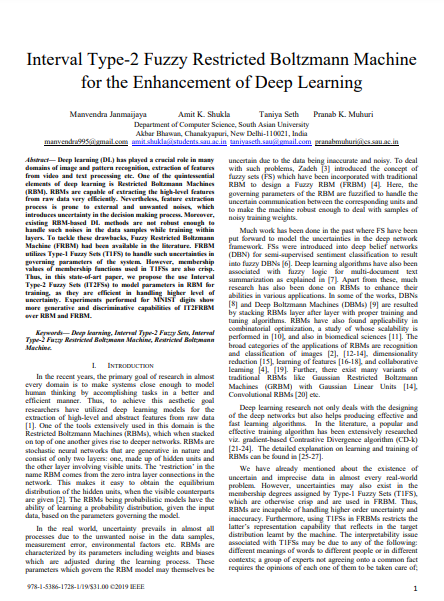 Interval Type-2 Fuzzy Restricted Boltzmann Machine
for the Enhancement of Deep Learning
Manvendra Janmaijaya Amit K. Shukla Taniya Seth Pranab K. Muhuri
Department of Computer Science, South Asian University
Akbar Bhawan, Chanakyapuri, New Delhi-110021, India
manvendra995@gmail.com amitk.shukla@students.sau.ac.in taniyaseth.sau@gmail.com pranabmuhuri@cs.sau.ac.in
Abstract— Deep learning (DL) has played a crucial role in many
domains of image and pattern recognition, extraction of features
from video and text processing etc. One of the quintessential
elements of deep learning is Restricted Boltzmann Machines
(RBM). RBMs are capable of extracting the high-level features
from raw data very efficiently. Nevertheless, feature extraction
process is prone to external and unwanted noises, which
introduces uncertainty in the decision making process. Moreover,
existing RBM-based DL methods are not robust enough to
handle such noises in the data samples while training within
layers. To tackle these drawbacks, Fuzzy Restricted Boltzmann
Machine (FRBM) had been available in the literature. FRBM
utilizes Type-1 Fuzzy Sets (T1FS) to handle such uncertainties in
governing parameters of the system. However, membership
values of membership functions used in T1FSs are also crisp.
Thus, in this state-of-art paper, we propose the use Interval
Type-2 Fuzzy Sets (IT2FSs) to model parameters in RBM for
training, as they are efficient in handling higher level of
uncertainty. Experiments performed for MNIST digits show
more generative and discriminative capabilities of IT2FRBM
over RBM and FRBM.
Keywords— Deep learning, Interval Type-2 Fuzzy Sets, Interval
Type-2 Fuzzy Restricted Boltzmann Machine, Restricted Boltzmann
Machine.
I. INTRODUCTION
In the recent years, the primal goal of research in almost
every domain is to make systems close enough to model
human thinking by accomplishing tasks in a better and
efficient manner. Thus, to achieve this aesthetic goal
researchers have utilized deep learning models for the
extraction of high-level and abstract features from raw data
[1]. One of the tools extensively used in this domain is the
Restricted Boltzmann Machines (RBMs), which when stacked
on top of one another gives rise to deeper networks. RBMs are
stochastic neural networks that are generative in nature and
consist of only two layers: one, made up of hidden units and
the other layer involving visible units. The ‘restriction’ in the
name RBM comes from the zero intra layer connections in the
network. This makes it easy to obtain the equilibrium
distribution of the hidden units, when the visible counterparts
are given [2]. The RBMs being probabilistic models have the
ability of learning a probability distribution, given the input
data, based on the parameters governing the model.
In the real world, uncertainty prevails in almost all
processes due to the unwanted noise in the data samples,
measurement error, environmental factors etc. RBMs are
characterized by its parameters including weights and biases
which are adjusted during the learning process. These
parameters which govern the RBM model may themselves be
uncertain due to the data being inaccurate and noisy. To deal
with such problems, Zadeh [3] introduced the concept of
fuzzy sets (FS) which have been incorporated with traditional
RBM to design a Fuzzy RBM (FRBM) [4]. Here, the
governing parameters of the RBM are fuzzified to handle the
uncertain communication between the corresponding units and
to make the machine robust enough to deal with samples of
noisy training weights.
Much work has been done in the past where FS have been
put forward to model the uncertainties in the deep network
framework. FSs were introduced into deep belief networks
(DBN) for semi-supervised sentiment classification to result
into fuzzy DBNs [6]. Deep learning algorithms have also been
associated with fuzzy logic for multi-document text
summarization as explained in [7]. Apart from these, much
research has also been done on RBMs to enhance their
abilities in various applications. In some of the works, DBNs
[8] and Deep Boltzmann Machines (DBMs) [9] are resulted
by stacking RBMs layer after layer with proper training and
tuning algorithms. RBMs have also found applicability in
combinatorial optimization, a study of whose scalability is
performed in [10], and also in biomedical sciences [11]. The
broad categories of the applications of RBMs are recognition
and classification of images [2], [12-14], dimensionality
reduction [15], learning of features [16-18], and collaborative
learning [4], [19]. Further, there exist many variants of
traditional RBMs like Gaussian Restricted Boltzmann
Machines (GRBM) with Gaussian Linear Units [14],
Convolutional RBMs [20] etc.
Deep learning research not only deals with the designing
of the deep networks but also helps producing effective and
fast learning algorithms. In the literature, a popular and
effective training algorithm has been extensively researched
viz. gradient-based Contrastive Divergence algorithm (CD-k)
[21-24]. The detailed explanation on learning and training of
RBMs can be found in [25-27].
We have already mentioned about the existence of
uncertain and imprecise data in almost every real-world
problem. However, uncertainties may also exist in the
membership degrees assigned by Type-1 Fuzzy Sets (T1FS),
which are otherwise crisp and are used in FRBM. Thus,
RBMs are incapable of handling higher order uncertainty and
inaccuracy. Furthermore, using T1FSs in FRBMs restricts the
latter’s representation capability that reflects in the target
distribution learnt by the machine. The interpretability issue
associated with T1FSs may be due to any of the following:
different meanings of words to different people or in different
contexts; a group of experts not agreeing onto a common fact
requires the opinions of each one of them to be taken care of;
978-1-5386-1728-1/19/$31.00 ©2019 IEEE
1